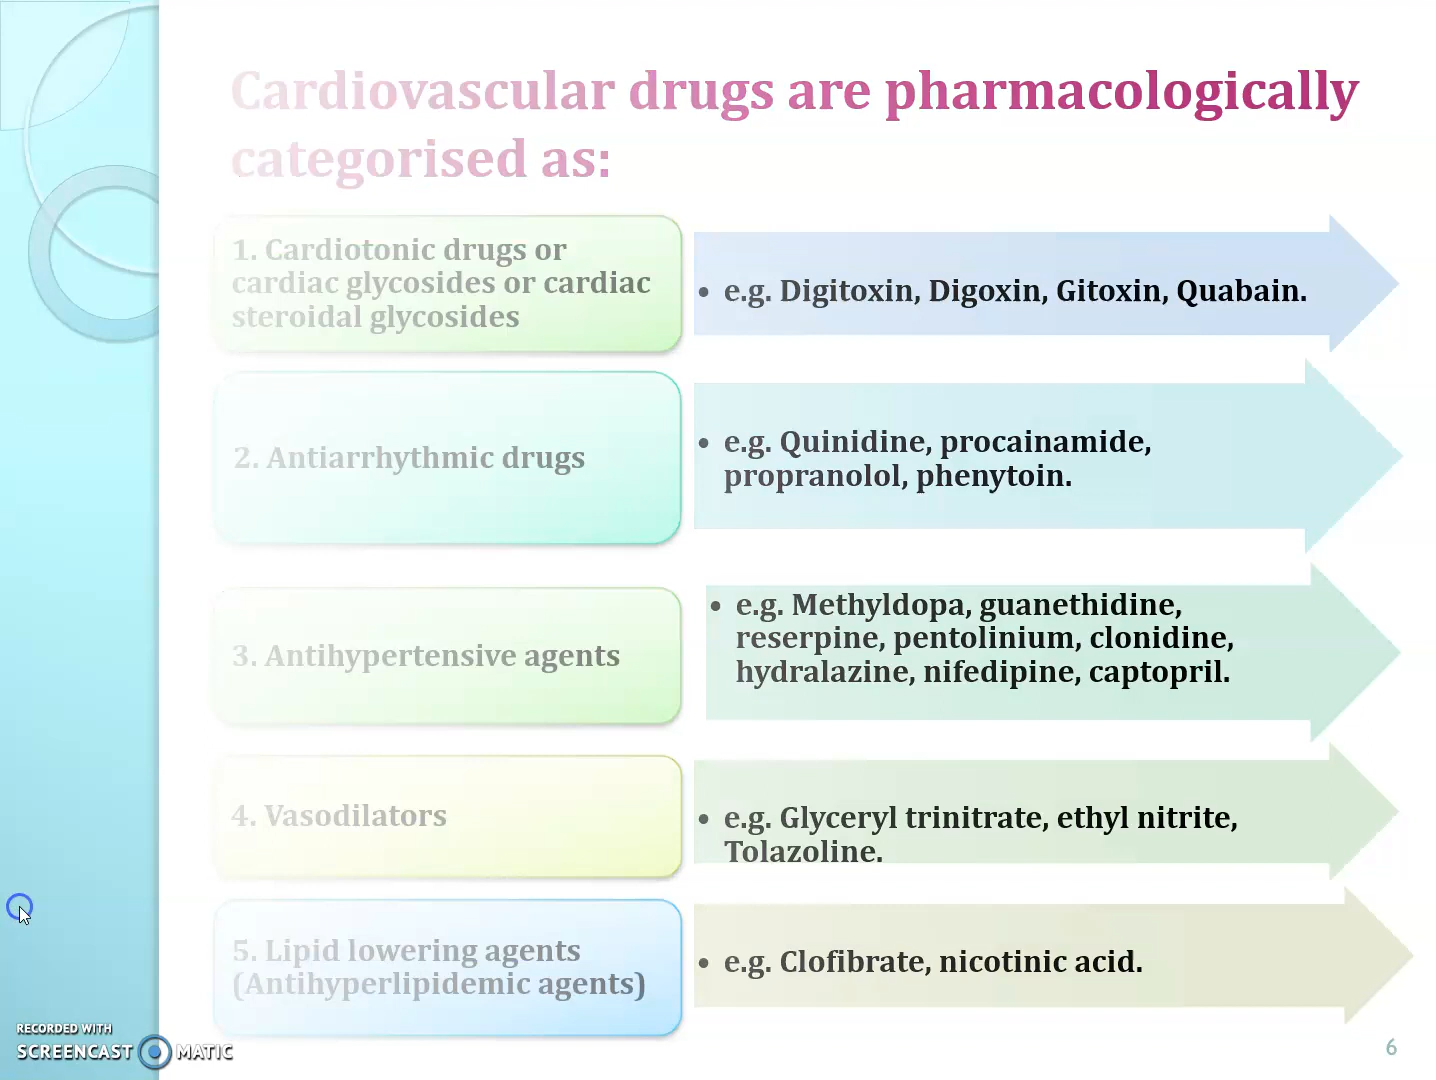 Cardiovascular drugs are pharmacologically
categorised as:
1. Cardiotonic drugs or
cardiac glycosides or cardiac
steroidal glycosides
• e.g. Digitoxin, Digoxin, Gitoxin, Quabain.
2. Antiarrhythmic drugs
• e.g. Quinidine, procainamide,
propranolol, phenytoin.
3. Antihypertensive agents
• e.g. Methyldopa, guanethidine,
reserpine, pentolinium, clonidine,
hydralazine, nifedipine, captopril.
4. Vasodilators
• e.g. Glyceryl trinitrate, ethyl nitrite,
Tolazoline.
5. Lipid lowering agents
(Antihyperlipidemic agents)
• e.g. Clofibrate, nicotinic acid.
RECORDED WITH
SCREENCAST MATIC
6